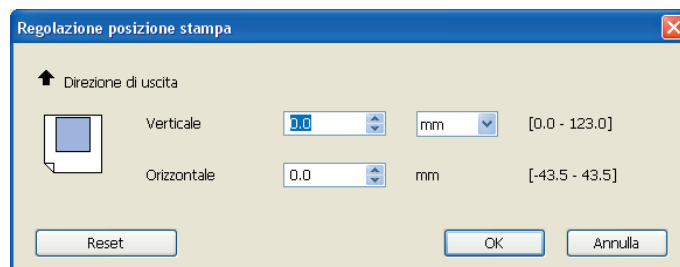 Regolazione posizione stampa
Direzione di uscita
Verticale 0.0 mm [0.0 - 123.0]
Orizzontale 0.0 mm [-43.5 - 43.5]
Reset OK Annulla